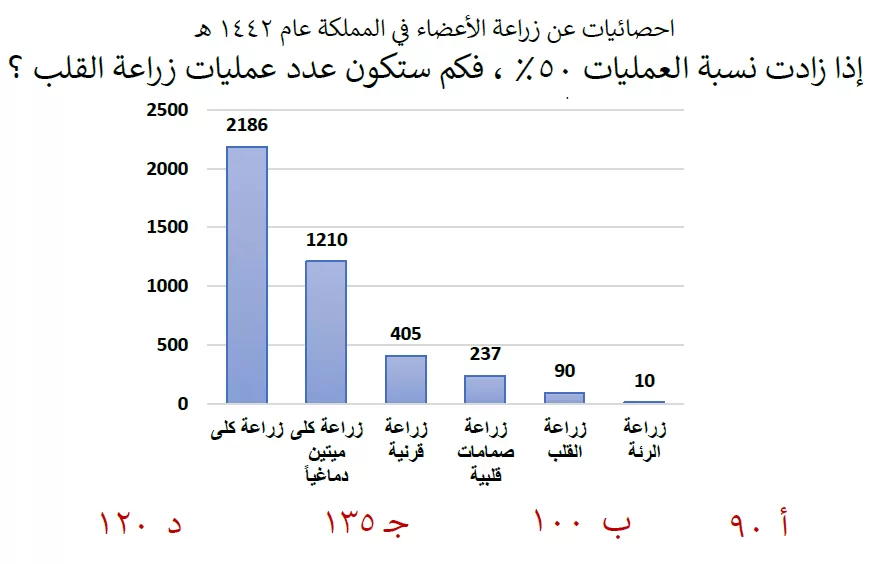 احصائيات عن زراعة الأعضاء في المملكة عام ١٤٤٢ هـ
إذا زادت نسبة العمليات ٥٠٪ ، فكم ستكون عدد عمليات زراعة القلب ؟
2500
2000
1500
1000
500
0
2186
1210
405
237
90
10
زراعة كلى
زراعة كلى
ميتين
دماغياً
زراعة
قرنية
زراعة
صمامات
قلبية
زراعة
القلب
زراعة
الرئة
أ ٩٠
ب ١٠٠
جـ ١٣٥
د ١٢٠